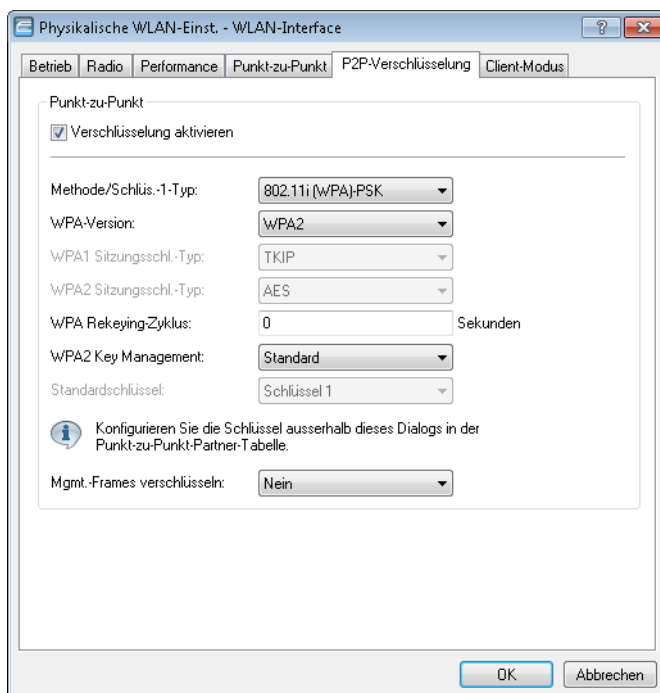 Physikalische WLAN-Einst. - WLAN-Interface
Betrieb Radio Performance Punkt-zu-Punkt P2P-Verschlüsselung Client-Modus
Punkt-zu-Punkt
Verschlüsselung aktivieren
Methode/Schlüs.-1-Typ: 802.11i (WPA)-PSK
WPA-Version: WPA2
WPA1 Sitzungsschl.-Typ: TKIP
WPA2 Sitzungsschl.-Typ: AES
WPA Rekeying-Zyklus: 0 Sekunden
WPA2 Key Management: Standard
Standardschlüssel: Schlüssel 1
Konfigurieren Sie die Schlüssel ausserhalb dieses Dialogs in der
Punkt-zu-Punkt-Partner-Tabelle.
Mgmt.-Frames verschlüsseln: Nein
OK Abbrechen